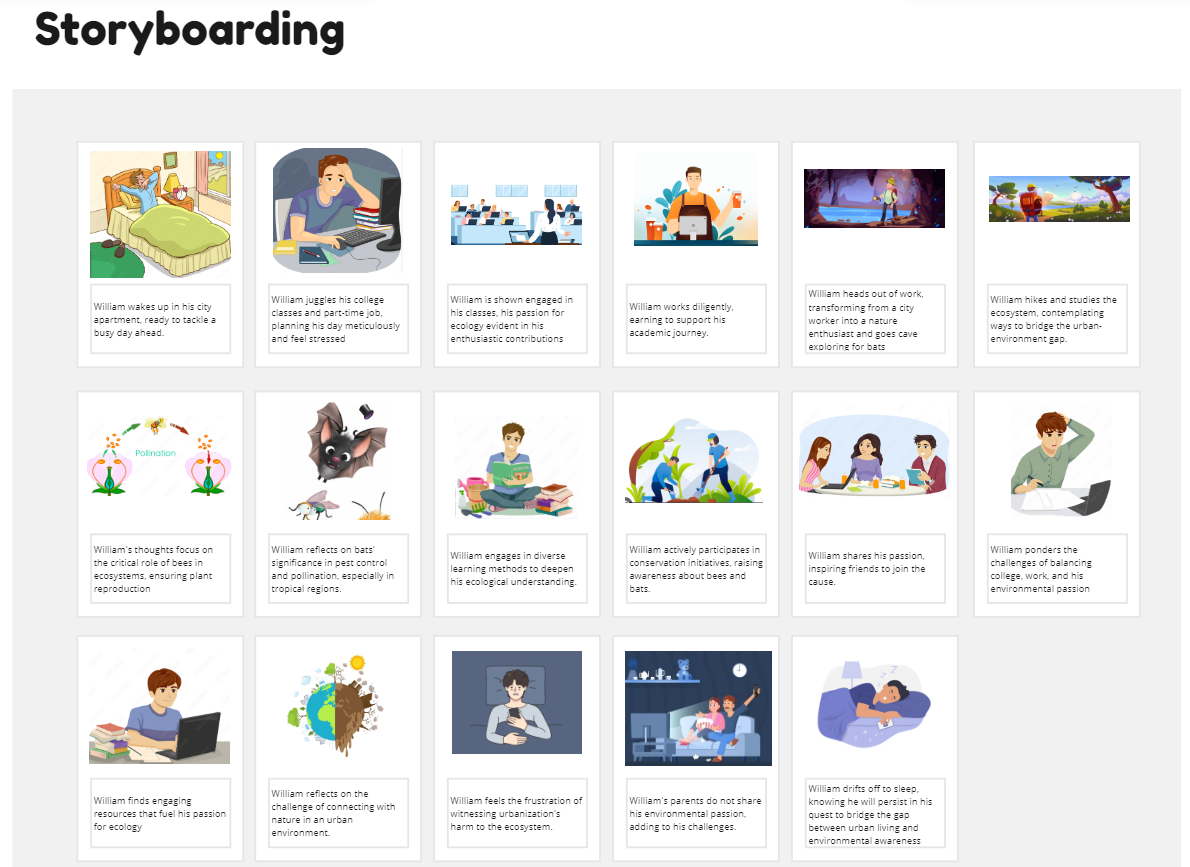 Storyboarding
William wakes up in his city
apartment, ready to tackle a
busy day ahead.
William juggles his college
classes and part-time job,
planning his day meticulously
and feel stressed
William is shown engaged in
his classes, his passion for
ecology evident in his
enthusiastic contributions
William works diligently,
earning to support his
academic journey.
William heads out of work,
transforming from a city
worker into a nature
enthusiast and goes cave
exploring for bats
William hikes and studies the
ecosystem, contemplating
ways to bridge the urban-
environment gap.
Pollination
William's thoughts focus on
the critical role of bees in
ecosystems, ensuring plant
reproduction
William reflects on bats'
significance in pest control
and pollination, especially in
tropical regions.
William engages in diverse
learning methods to deepen
his ecological understanding.
William actively participates in
conservation initiatives, raising
awareness about bees and
bats.
William shares his passion,
inspiring friends to join the
cause.
William ponders the
challenges of balancing
college, work, and his
environmental passion
William finds engaging
resources that fuel his passion
for ecology
William reflects on the
challenge of connecting with
nature in an urban
environment.
William feels the frustration of
witnessing urbanization's
harm to the ecosystem.
William's parents do not share
his environmental passion,
adding to his challenges.
Z Z
William drifts off to sleep,
knowing he will persist in his
quest to bridge the gap
between urban living and
environmental awareness